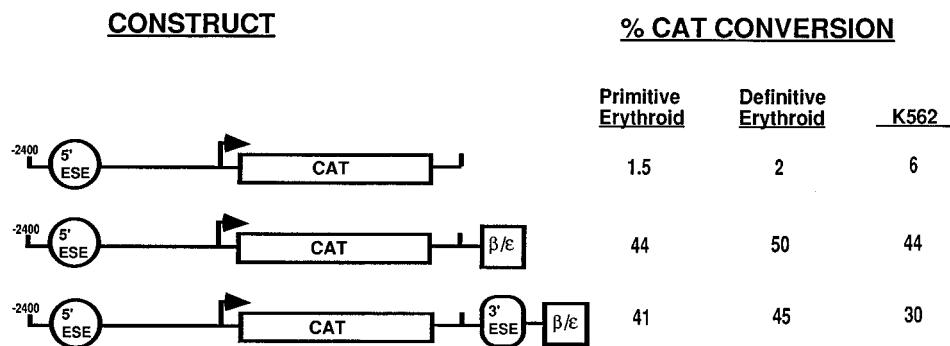 CONSTRUCT
% CAT CONVERSION
Primitive Erythroid
Definitive Erythroid
K562
-2400 5' ESE CAT 1.5 2 6
-2400 5' ESE CAT β/ε 44 50 44
-2400 5' ESE CAT 3' ESE β/ε 41 45 30